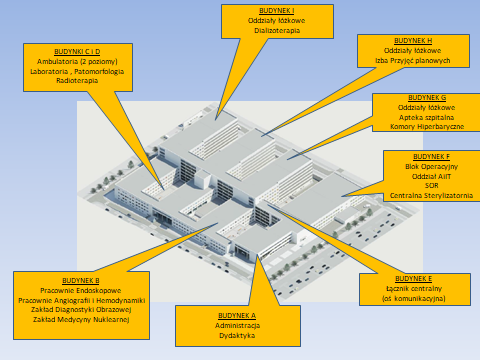 BUDYNEK I
Oddziały łóżkowe
Dializoterapia
BUDYNEK H
Oddziały łóżkowe
Izba Przyjęć planowych
BUDYNKI C i D
Ambulatoria (2 poziomy)
Laboratoria , Patomorfologia
Radioterapia
BUDYNEK G
Oddziały łóżkowe
Apteka szpitalna
Komory Hiperbaryczne
BUDYNEK F
Blok Operacyjny
Oddział AIIT
SOR
Centralna Sterylizatornia
BUDYNEK B
Pracownie Endoskopowe
Pracownie Angiografii i Hemodynamiki
Zakład Diagnostyki Obrazowej
Zakład Medycyny Nuklearnej
BUDYNEK E
Łącznik centralny
(oś komunikacyjna)
BUDYNEK A
Administracja
Dydaktyka